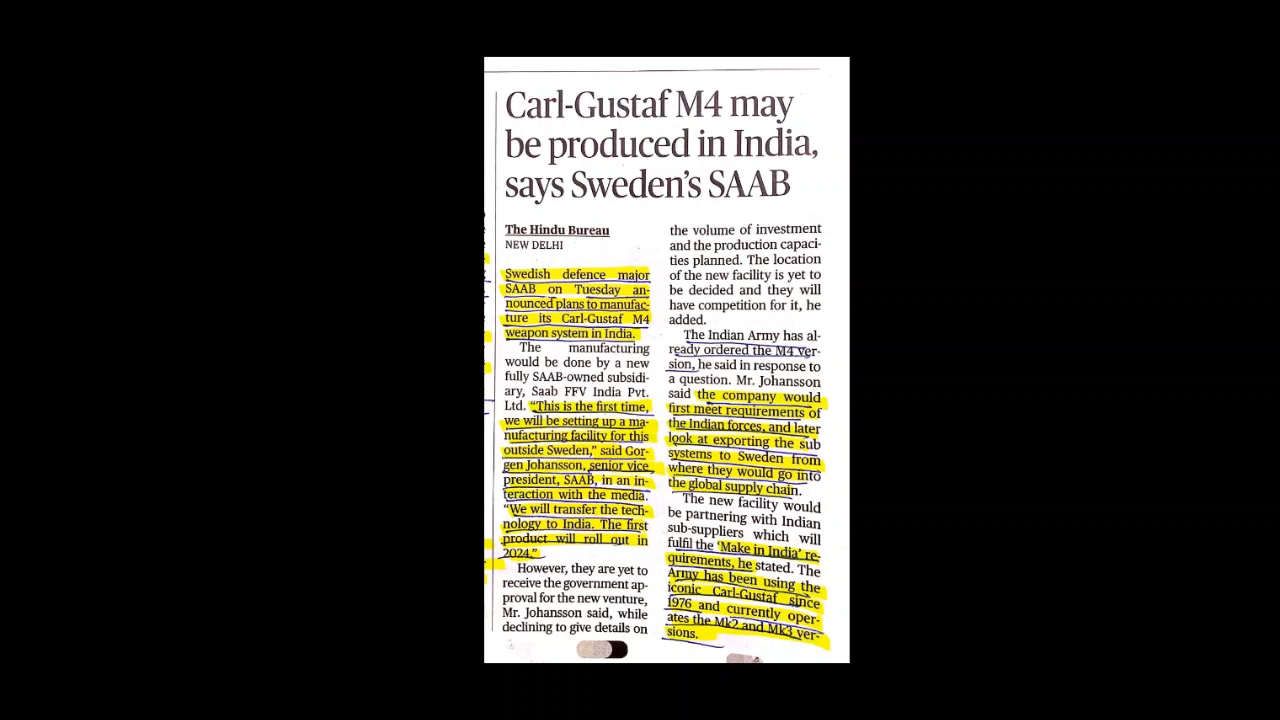 Carl-Gustaf M4 may
be produced in India,
says Sweden's SAAB
The Hindu Bureau
NEW DELHI
Swedish defence major
SAAB on Tuesday an-
nounced plans to manufac-
ture its Carl-Gustaf M4
weapon system in India.
The manufacturing
would be done by a new
fully SAAB-owned subsidi-
ary, Saab FFV India Pvt.
Ltd. “This is the first time,
we will be setting up a ma-
nufacturing facility for this
outside Sweden,” said Gor-
gen Johansson, senior vice
president, SAAB, in an in-
teraction with the media.
“We will transfer the tech-
nology to India. The first
product will roll out in
2024.”
However, they are yet to
receive the government ap-
proval for the new venture,
Mr. Johansson said, while
declining to give details on
the volume of investment
and the production capaci-
ties planned. The location
of the new facility is yet to
be decided and they will
have competition for it, he
added.
The Indian Army has al-
ready ordered the M4 ver-
sion, he said in response to
a question. Mr. Johansson
said the company would
first meet requirements of
the Indian forces, and later
look at exporting the sub
systems to Sweden from
where they would go into
the global supply chain.
The new facility would
be partnering with Indian
sub-suppliers which will
fulfil the ‘Make in India’ re-
quirements, he stated. The
Army has been using the
iconic Carl-Gustaf since
1976 and currently oper-
ates the Mk2 and Mk3 ver-
sions.